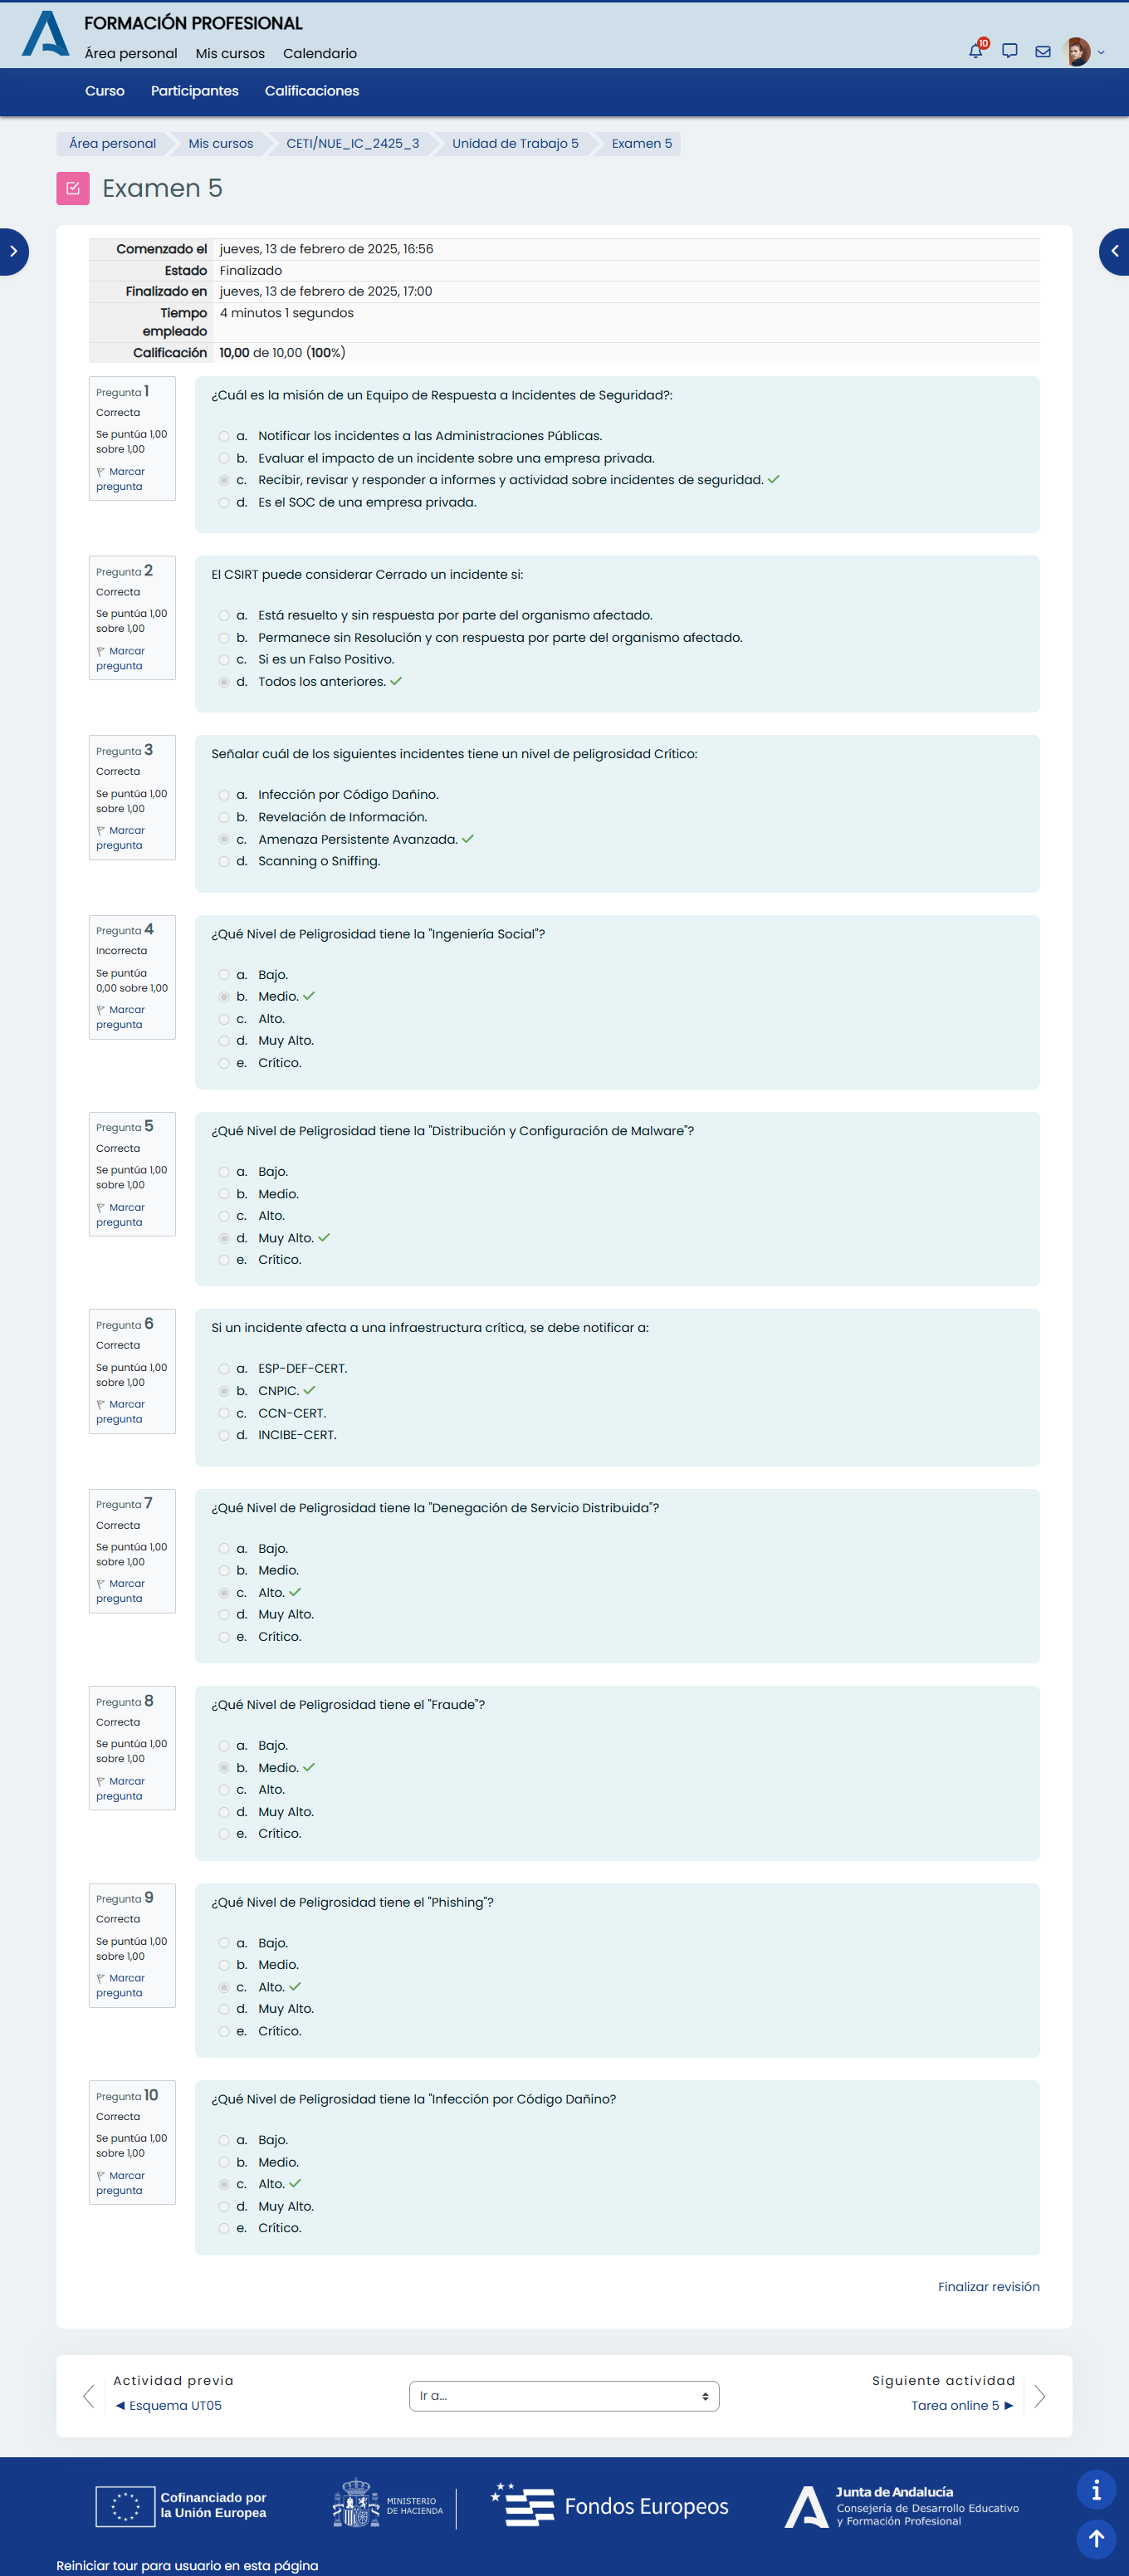 FORMACIÓN PROFESIONAL
Área personal Mis cursos Calendario
10
Curso Participantes Calificaciones
Área personal Mis cursos CETI/NUE_IC_2425_3 Unidad de Trabajo 5 Examen 5
Examen 5
Comenzado el jueves, 13 de febrero de 2025, 16:56
Estado Finalizado
Finalizado en jueves, 13 de febrero de 2025, 17:00
Tiempo empleado 4 minutos 1 segundos
Calificación 10,00 de 10,00 (100%)
Pregunta 1
Correcta
Se puntúa 1,00
sobre 1,00
Marcar
pregunta
¿Cuál es la misión de un Equipo de Respuesta a Incidentes de Seguridad?:
a. Notificar los incidentes a las Administraciones Públicas.
b. Evaluar el impacto de un incidente sobre una empresa privada.
c. Recibir, revisar y responder a informes y actividad sobre incidentes de seguridad.
d. Es el SOC de una empresa privada.
Pregunta 2
Correcta
Se puntúa 1,00
sobre 1,00
Marcar
pregunta
El CSIRT puede considerar Cerrado un incidente si:
a. Está resuelto y sin respuesta por parte del organismo afectado.
b. Permanece sin Resolución y con respuesta por parte del organismo afectado.
c. Si es un Falso Positivo.
d. Todos los anteriores.
Pregunta 3
Correcta
Se puntúa 1,00
sobre 1,00
Marcar
pregunta
Señalar cuál de los siguientes incidentes tiene un nivel de peligrosidad Crítico:
a. Infección por Código Dañino.
b. Revelación de Información.
c. Amenaza Persistente Avanzada.
d. Scanning o Sniffing.
Pregunta 4
Incorrecta
Se puntúa
0,00 sobre 1,00
Marcar
pregunta
¿Qué Nivel de Peligrosidad tiene la "Ingeniería Social"?
a. Bajo.
b. Medio.
c. Alto.
d. Muy Alto.
e. Crítico.
Pregunta 5
Correcta
Se puntúa 1,00
sobre 1,00
Marcar
pregunta
¿Qué Nivel de Peligrosidad tiene la "Distribución y Configuración de Malware"?
a. Bajo.
b. Medio.
c. Alto.
d. Muy Alto.
e. Crítico.
Pregunta 6
Correcta
Se puntúa 1,00
sobre 1,00
Marcar
pregunta
Si un incidente afecta a una infraestructura crítica, se debe notificar a:
a. ESP-DEF-CERT.
b. CNPIC.
c. CCN-CERT.
d. INCIBE-CERT.
Pregunta 7
Correcta
Se puntúa 1,00
sobre 1,00
Marcar
pregunta
¿Qué Nivel de Peligrosidad tiene la "Denegación de Servicio Distribuida"?
a. Bajo.
b. Medio.
c. Alto.
d. Muy Alto.
e. Crítico.
Pregunta 8
Correcta
Se puntúa 1,00
sobre 1,00
Marcar
pregunta
¿Qué Nivel de Peligrosidad tiene el "Fraude"?
a. Bajo.
b. Medio.
c. Alto.
d. Muy Alto.
e. Crítico.
Pregunta 9
Correcta
Se puntúa 1,00
sobre 1,00
Marcar
pregunta
¿Qué Nivel de Peligrosidad tiene el "Phishing"?
a. Bajo.
b. Medio.
c. Alto.
d. Muy Alto.
e. Crítico.
Pregunta 10
Correcta
Se puntúa 1,00
sobre 1,00
Marcar
pregunta
¿Qué Nivel de Peligrosidad tiene la "Infección por Código Dañino?
a. Bajo.
b. Medio.
c. Alto.
d. Muy Alto.
e. Crítico.
Finalizar revisión
Actividad previa
◄ Esquema UT05
Ir a...
Siguiente actividad
Tarea online 5 ►
Cofinanciado por
la Unión Europea
MINISTERIO
DE HACIENDA
Fondos Europeos
Junta de Andalucía
Consejería de Desarrollo Educativo
y Formación Profesional
Reiniciar tour para usuario en esta página